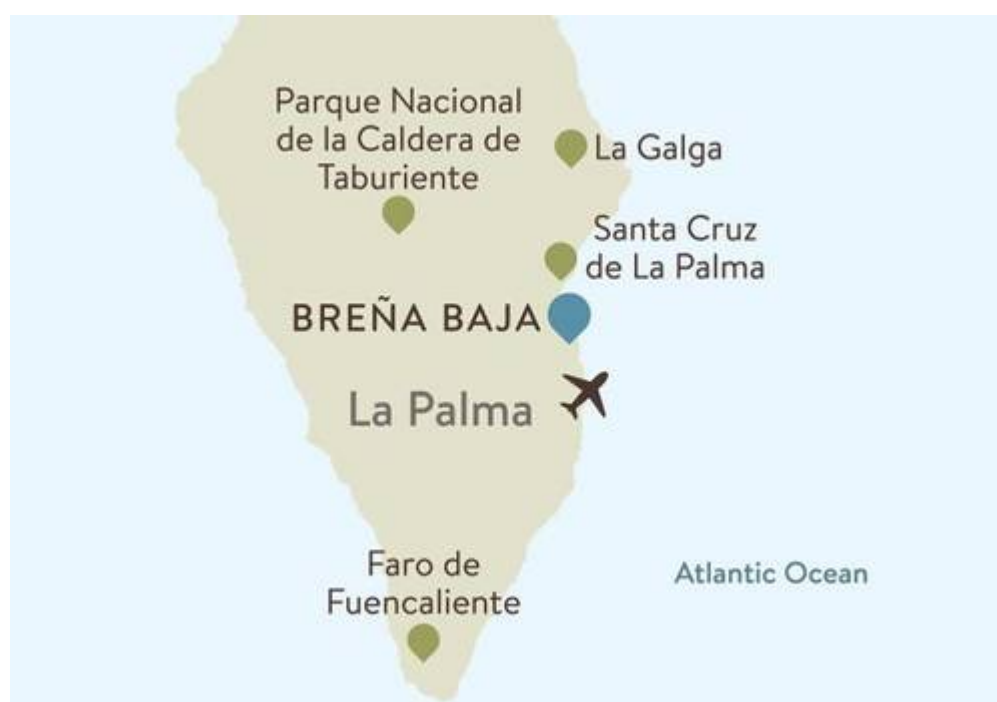 Parque Nacional
de la Caldera de
Taburiente
La Galga
Santa Cruz
de La Palma
BREÑA BAJA
La Palma
Faro de
Fuencaliente
Atlantic Ocean